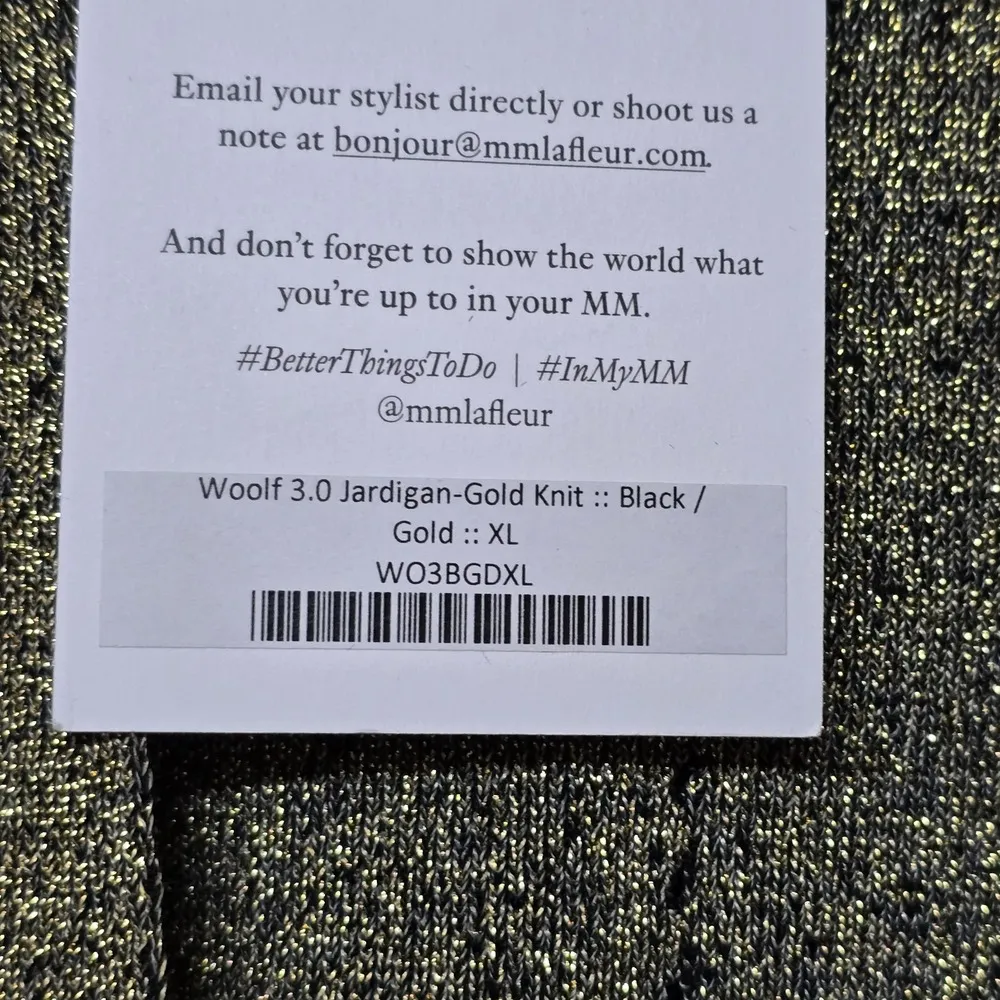 Email your stylist directly or shoot us a
note at bonjour@mmlafleur.com.
And don't forget to show the world what
you're up to in your MM.
#BetterThingsToDo | #InMyMM
@mmlafleur
Woolf 3.0 Jardigan-Gold Knit :: Black /
Gold :: XL
WO3BGDXL